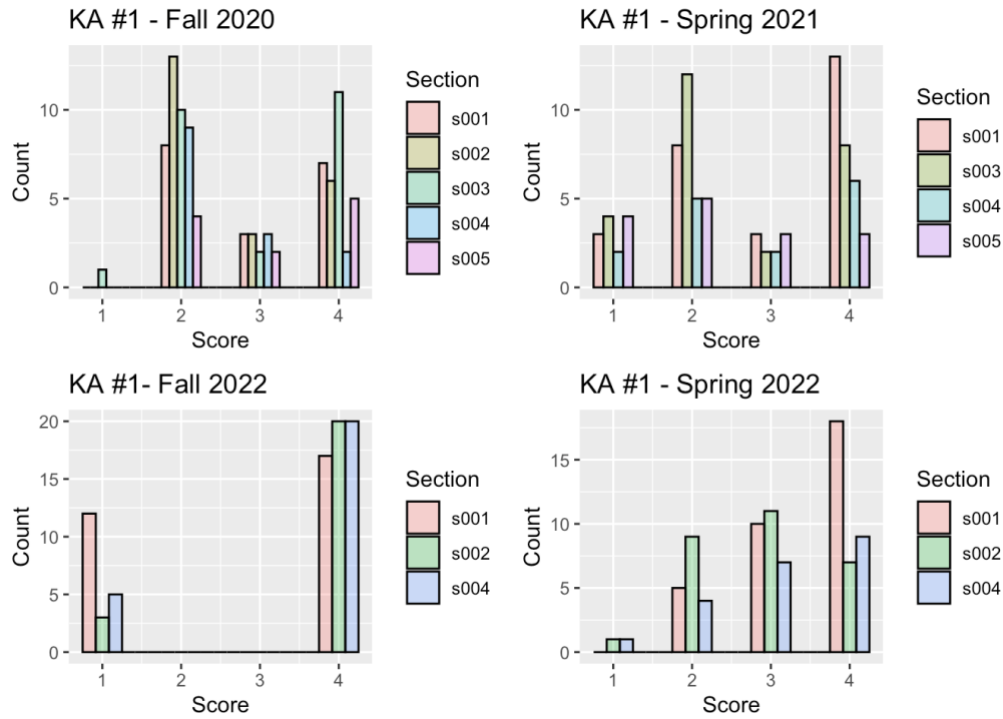 KA #1 - Fall 2020
10
5
0
Count
1 2 3 4
Score
Section
s001
s002
s003
s004
s005
KA #1 - Spring 2021
10
5
0
Count
1 2 3 4
Score
Section
s001
s003
s004
s005
KA #1- Fall 2022
20
15
10
5
0
Count
1 2 3 4
Score
Section
s001
s002
s004
KA #1 - Spring 2022
15
10
5
0
Count
1 2 3 4
Score
Section
s001
s002
s004